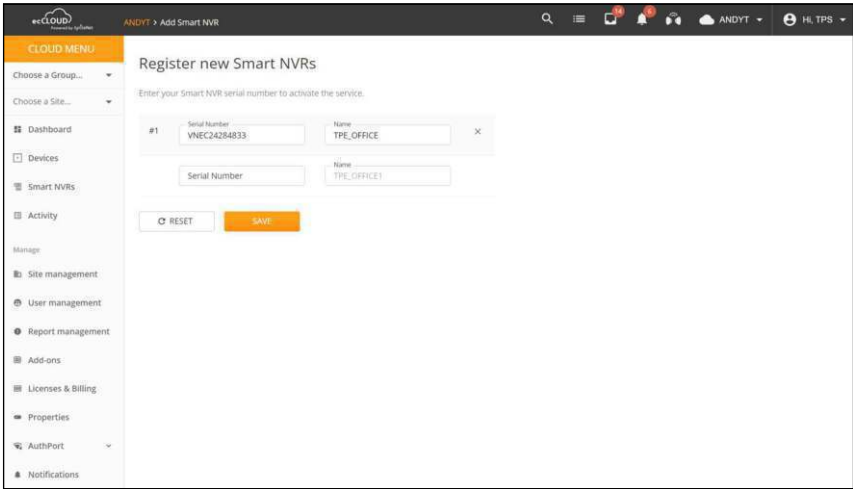 ecCLOUD
ANDYT > Add Smart NVR
14
6
ANDYT
Hi, TPS
CLOUD MENU
Choose a Group...
Choose a Site...
Dashboard
Devices
Smart NVRs
Activity
Manage
Site management
User management
Report management
Add-ons
Licenses & Billing
Properties
AuthPort
Notifications
Register new Smart NVRs
Enter your Smart NVR serial number to activate the service.
#1
Serial Number
VNEC24284833
Name
TPE_OFFICE
Serial Number
Name
TPE_OFFICE1
RESET
SAVE